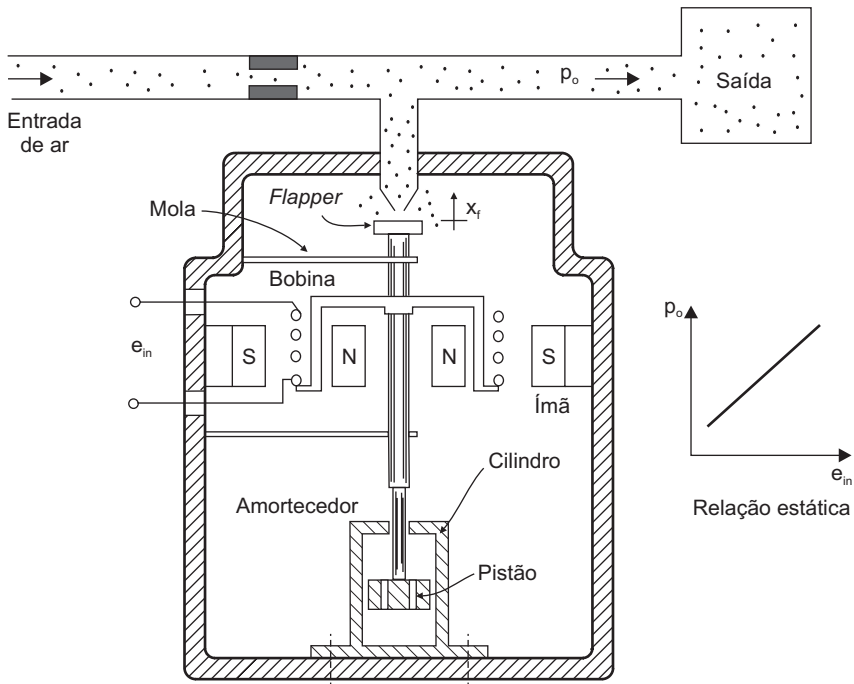 pₒ
Saída
Entrada
de ar
Flapper
x_f
Mola
Bobina
e_in
S
N
N
S
Ímã
pₒ
e_in
Relação estática
Cilindro
Amortecedor
Pistão